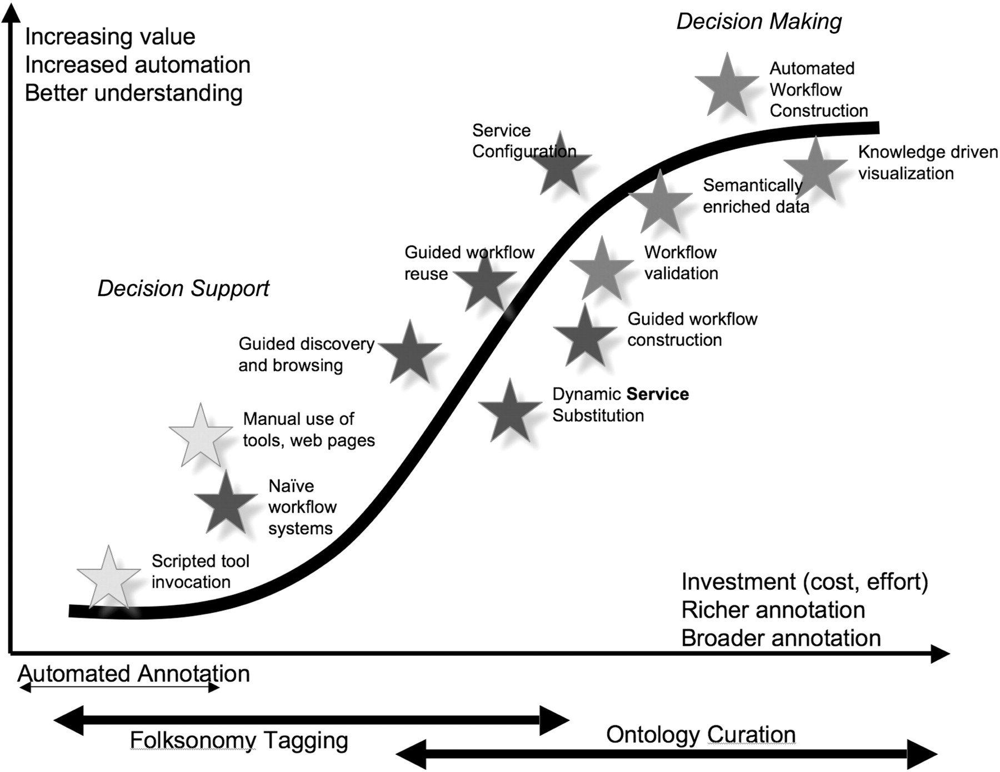 Decision Making
Increasing value
Increased automation
Better understanding
Automated
Workflow
Construction
Service
Configuration
Knowledge driven
visualization
Semantically
enriched data
Guided workflow
reuse
Workflow
validation
Decision Support
Guided workflow
construction
Guided discovery
and browsing
Dynamic Service
Substitution
Manual use of
tools, web pages
Naïve
workflow
systems
Scripted tool
invocation
Investment (cost, effort)
Richer annotation
Broader annotation
Automated Annotation
Folksonomy Tagging
Ontology Curation